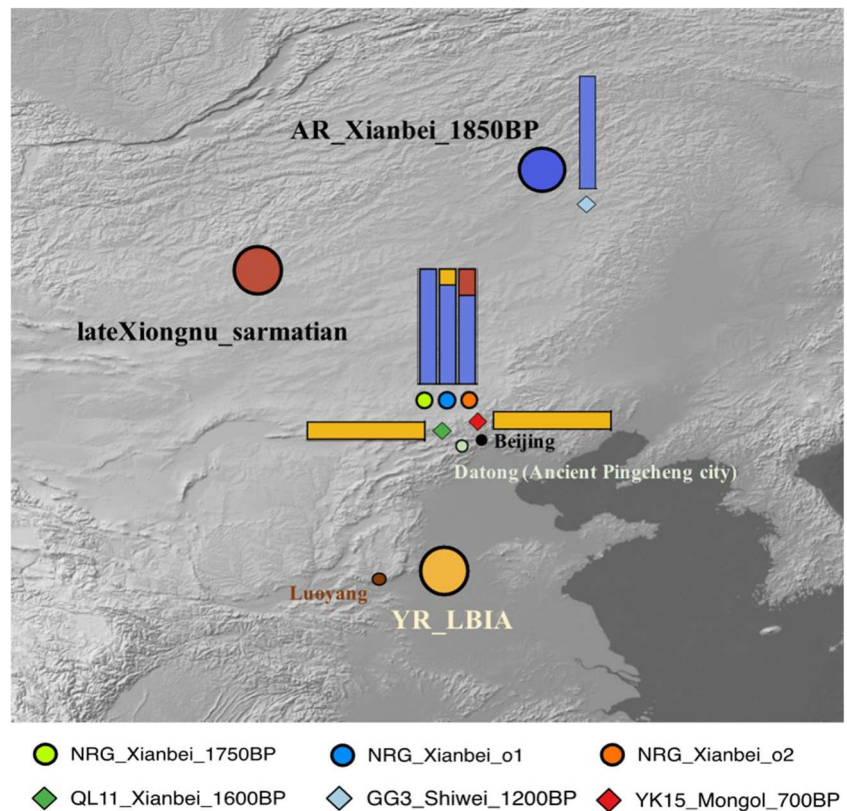 AR_Xianbei_1850BP
lateXiongnu_sarmatian
Beijing
Datong (Ancient Pingcheng city)
Luoyang
YR_LBIA
NRG_Xianbei_1750BP
NRG_Xianbei_o1
NRG_Xianbei_o2
QL11_Xianbei_1600BP
GG3_Shiwei_1200BP
YK15_Mongol_700BP